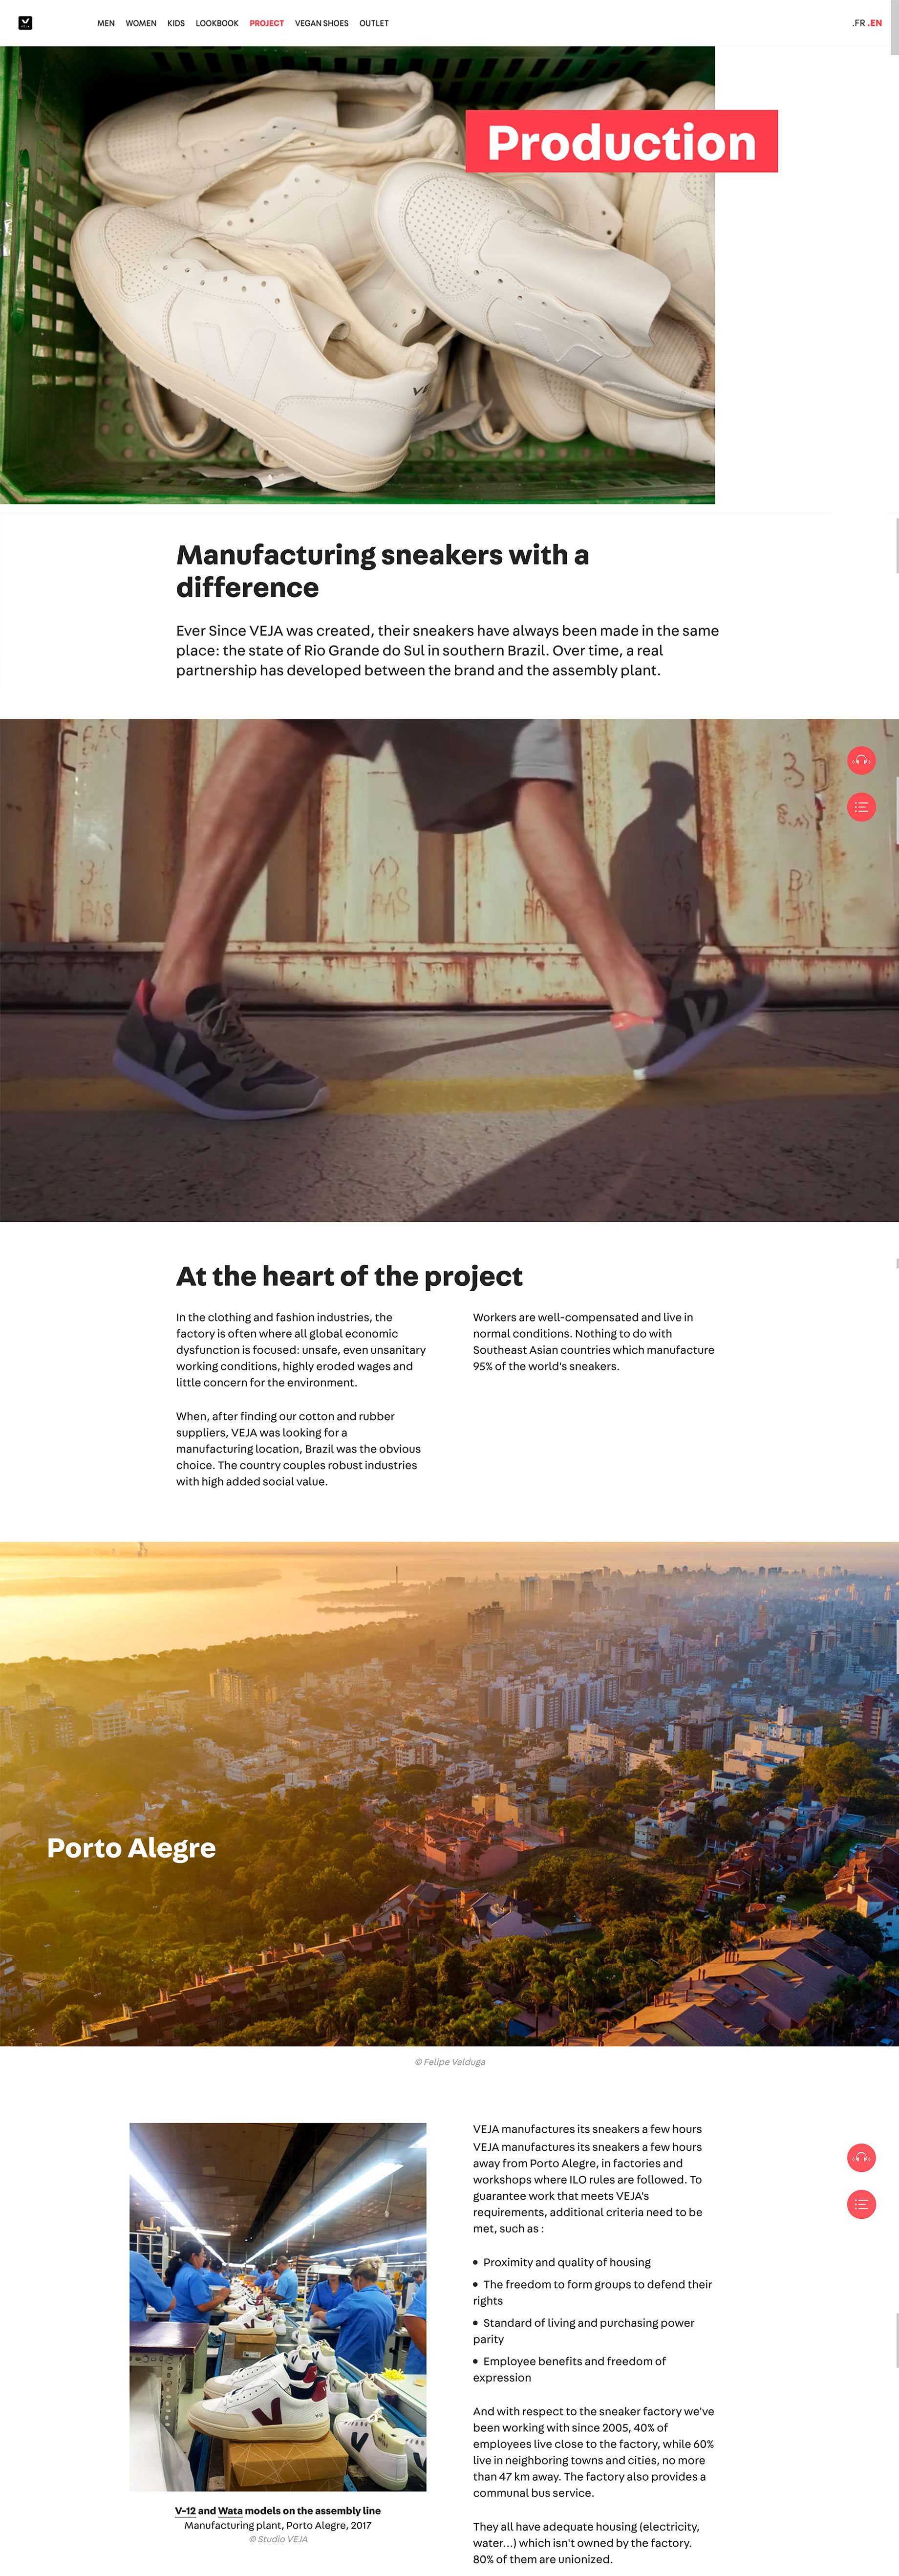 MEN WOMEN KIDS LOOKBOOK PROJECT VEGAN SHOES OUTLET .FR .EN
Production
Manufacturing sneakers with a
difference
Ever Since VEJA was created, their sneakers have always been made in the same
place: the state of Rio Grande do Sul in southern Brazil. Over time, a real
partnership has developed between the brand and the assembly plant.
At the heart of the project
In the clothing and fashion industries, the
factory is often where all global economic
dysfunction is focused: unsafe, even unsanitary
working conditions, highly eroded wages and
little concern for the environment.
When, after finding our cotton and rubber
suppliers, VEJA was looking for a
manufacturing location, Brazil was the obvious
choice. The country couples robust industries
with high added social value.
Workers are well-compensated and live in
normal conditions. Nothing to do with
Southeast Asian countries which manufacture
95% of the world's sneakers.
Porto Alegre
© Felipe Valduga
V-12 and Wata models on the assembly line
Manufacturing plant, Porto Alegre, 2017
© Studio VEJA
VEJA manufactures its sneakers a few hours
VEJA manufactures its sneakers a few hours
away from Porto Alegre, in factories and
workshops where ILO rules are followed. To
guarantee work that meets VEJA's
requirements, additional criteria need to be
met, such as :
• Proximity and quality of housing
• The freedom to form groups to defend their
rights
• Standard of living and purchasing power
parity
• Employee benefits and freedom of
expression
And with respect to the sneaker factory we've
been working with since 2005, 40% of
employees live close to the factory, while 60%
live in neighboring towns and cities, no more
than 47 km away. The factory also provides a
communal bus service.
They all have adequate housing (electricity,
water...) which isn't owned by the factory.
80% of them are unionized.